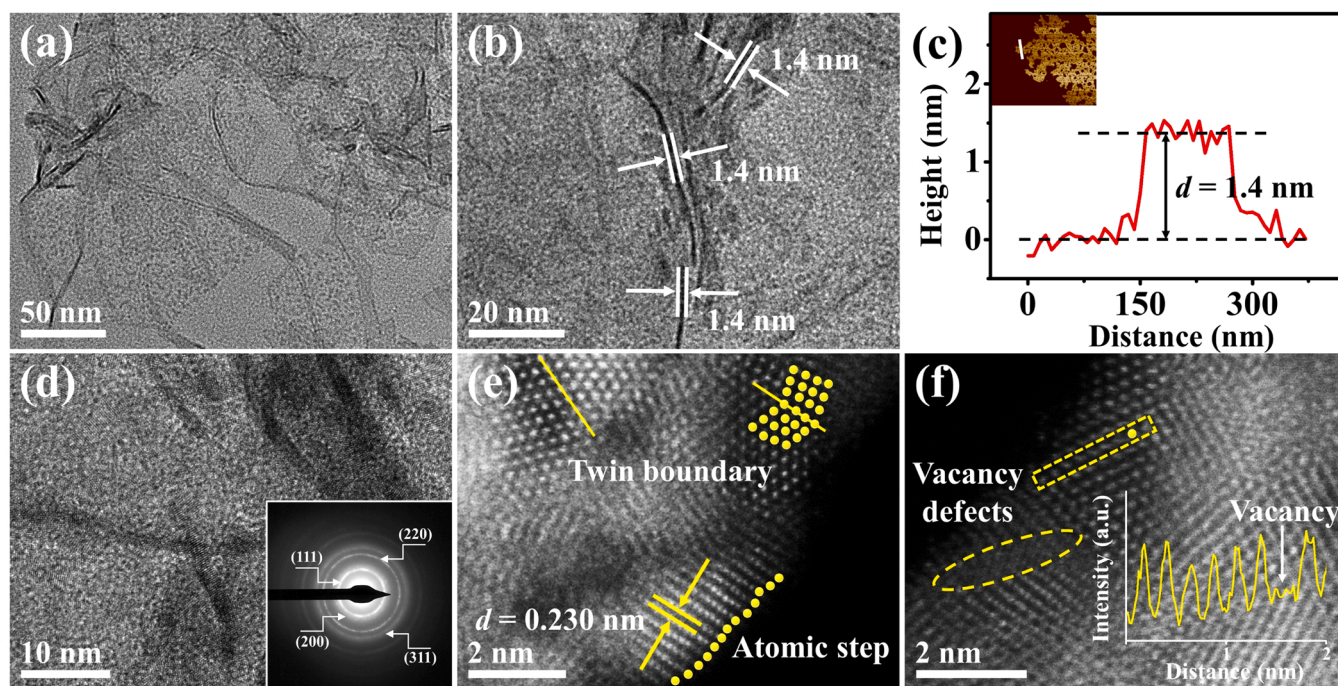 (a)
50 nm
(b)
1.4 nm
1.4 nm
1.4 nm
20 nm
(c)
Height (nm)
2
1
0
d = 1.4 nm
0
150
300
Distance (nm)
(d)
(111)
(220)
(200)
(311)
10 nm
(e)
Twin boundary
d = 0.230 nm
Atomic step
2 nm
(f)
Vacancy
defects
Vacancy
Intensity (a.u.)
1
2
Distance (nm)
2 nm